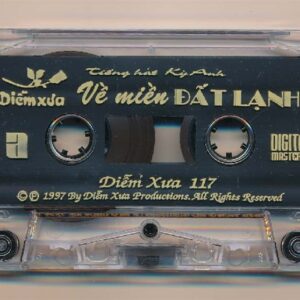 Tiếng hát Kỳ Anh
Diễm xưa
Về miền ĐẤT LẠNH
a
DIGITAL
MASTER
Diễm Xưa 117
© 1997 By Diễm Xưa Productions. All Rights Reserved